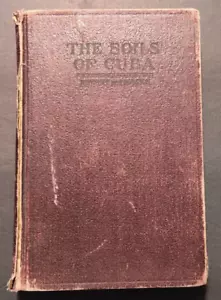 THE SOILS
OF CUBA